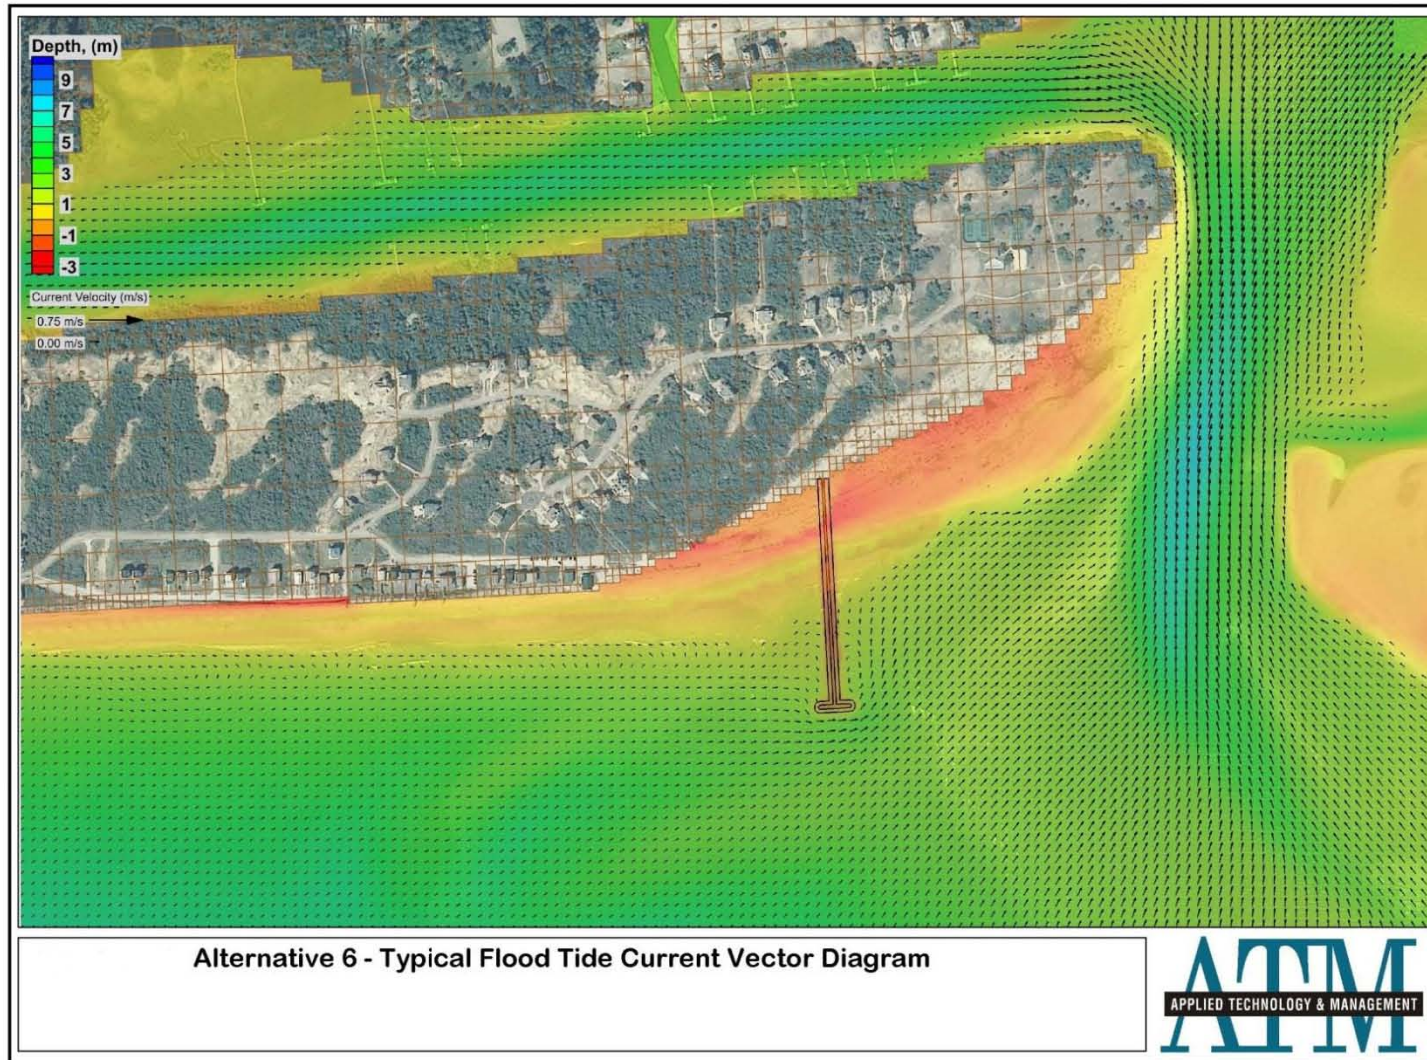 Depth, (m)
9
7
5
3
1
-1
-3
Current Velocity (m/s)
0.75 m/s
0.00 m/s
Alternative 6 - Typical Flood Tide Current Vector Diagram
ATM
APPLIED TECHNOLOGY & MANAGEMENT